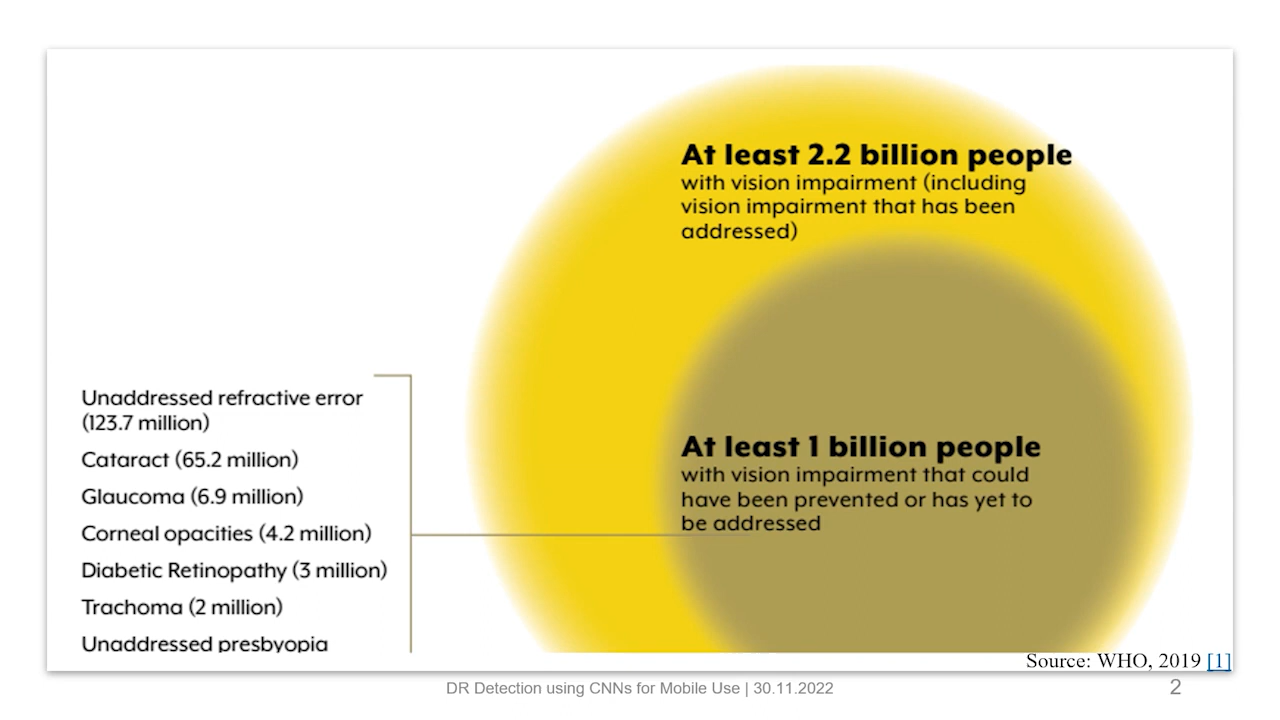 At least 2.2 billion people
with vision impairment (including
vision impairment that has been
addressed)
At least 1 billion people
with vision impairment that could
have been prevented or has yet to
be addressed
Unaddressed refractive error
(123.7 million)
Cataract (65.2 million)
Glaucoma (6.9 million)
Corneal opacities (4.2 million)
Diabetic Retinopathy (3 million)
Trachoma (2 million)
Unaddressed presbyopia
Source: WHO, 2019 [1]
DR Detection using CNNs for Mobile Use | 30.11.2022
2